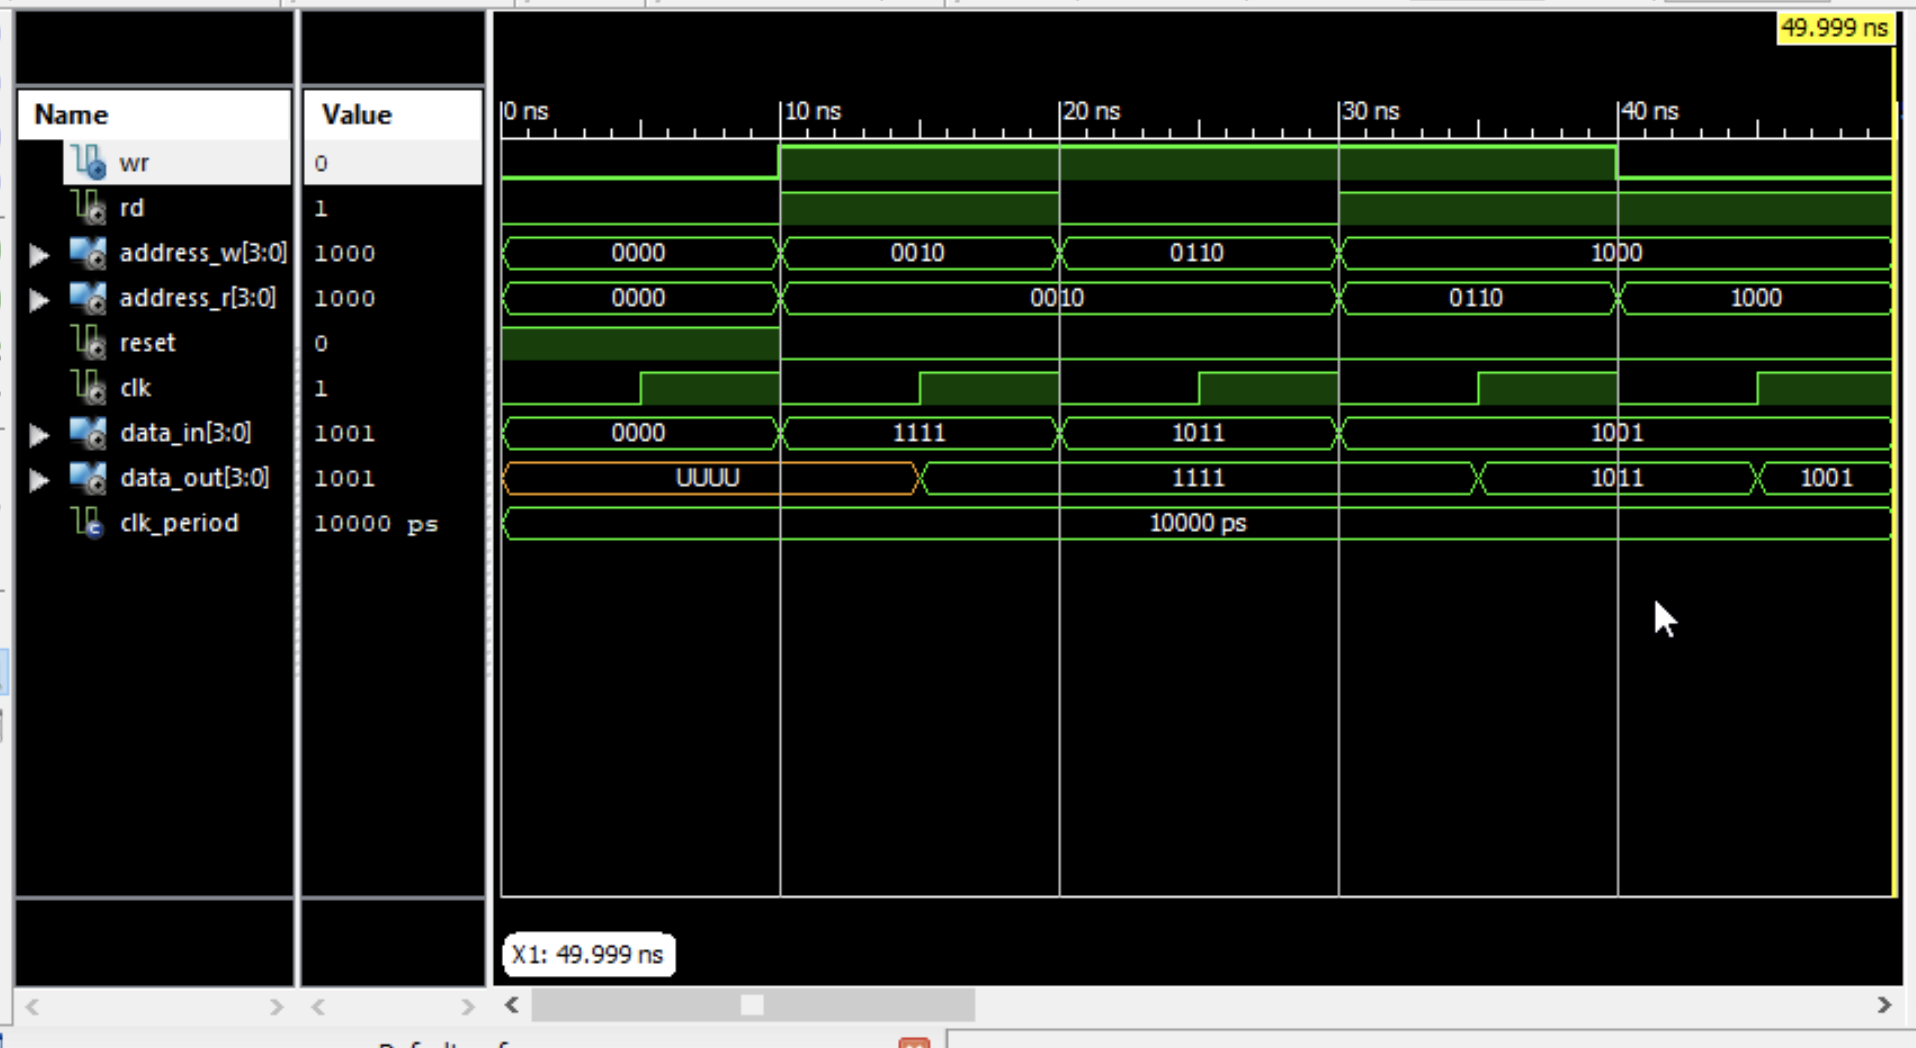 49.999 ns
Name Value 0 ns 10 ns 20 ns 30 ns 40 ns
wr 0
rd 1
address_w[3:0] 1000 0000 0010 0110 1000
address_r[3:0] 1000 0000 0010 0110 1000
reset 0
clk 1
data_in[3:0] 1001 0000 1111 1011 1001
data_out[3:0] 1001 UUUU 1111 1011 1001
clk_period 10000 ps 10000 ps
X1: 49.999 ns